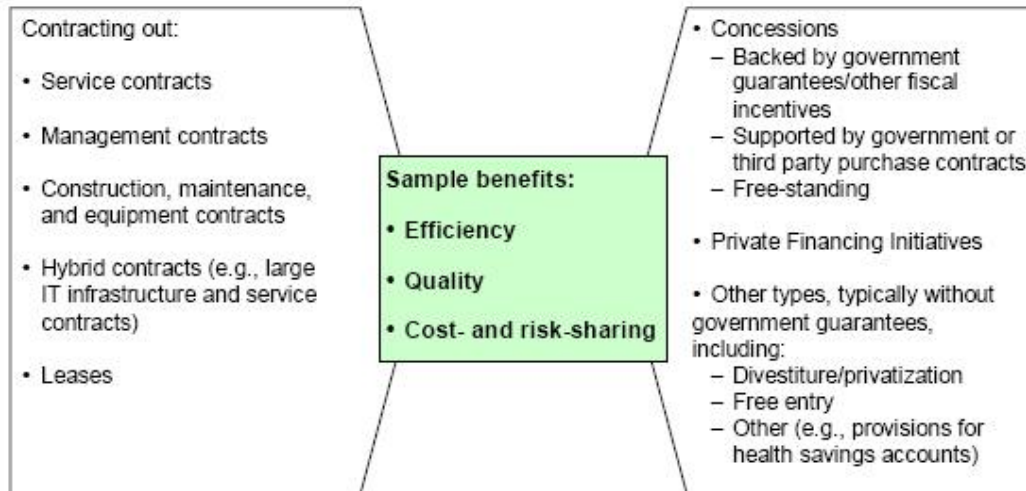 Contracting out:
• Service contracts
• Management contracts
• Construction, maintenance,
and equipment contracts
• Hybrid contracts (e.g., large
IT infrastructure and service
contracts)
• Leases
Sample benefits:
• Efficiency
• Quality
• Cost- and risk-sharing
• Concessions
– Backed by government
guarantees/other fiscal
incentives
– Supported by government or
third party purchase contracts
– Free-standing
• Private Financing Initiatives
• Other types, typically without
government guarantees,
including:
– Divestiture/privatization
– Free entry
– Other (e.g., provisions for
health savings accounts)